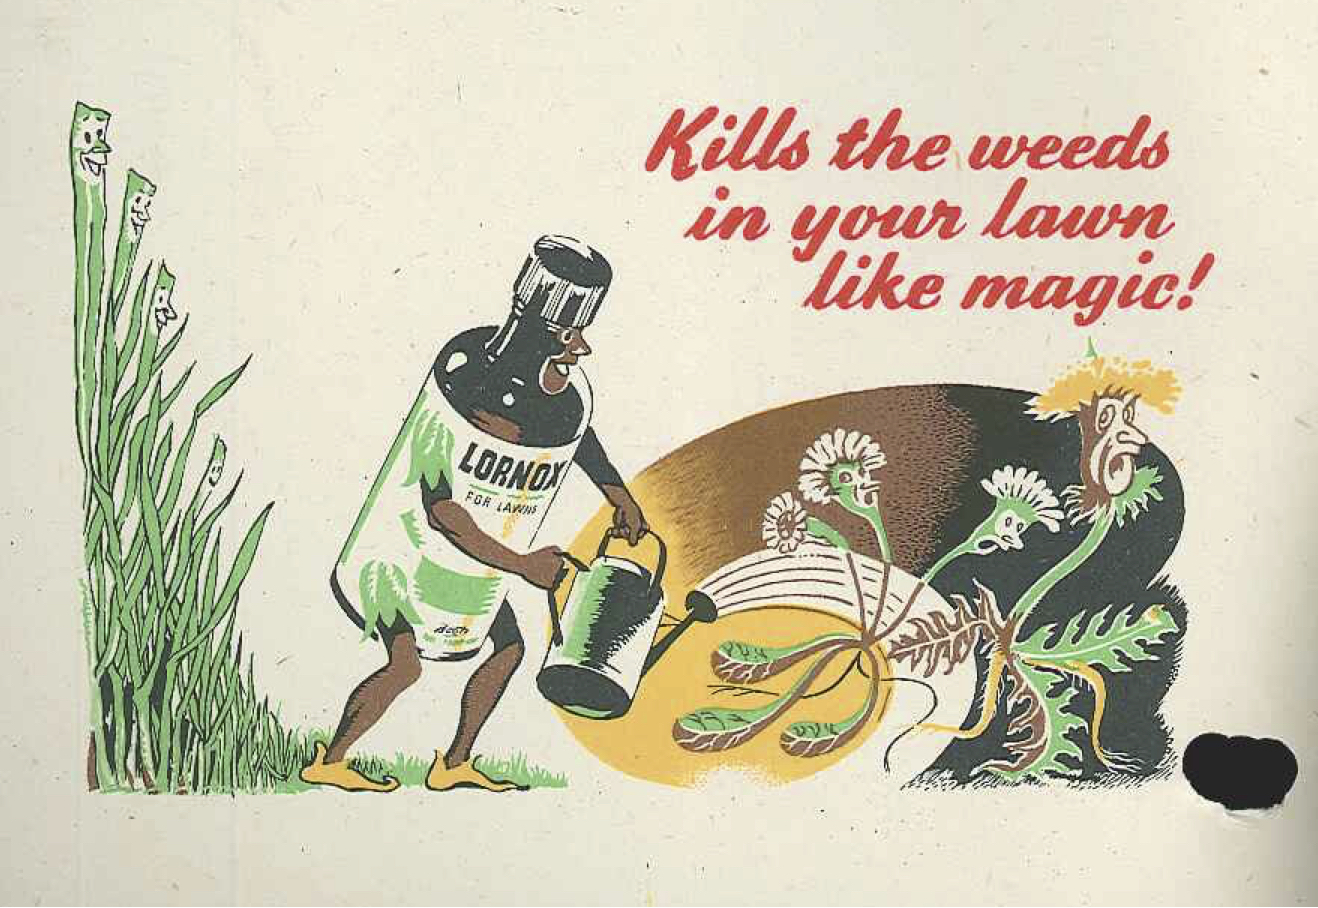 Kills the weeds
in your lawn
like magic!
LORNOX
FOR LAWNS